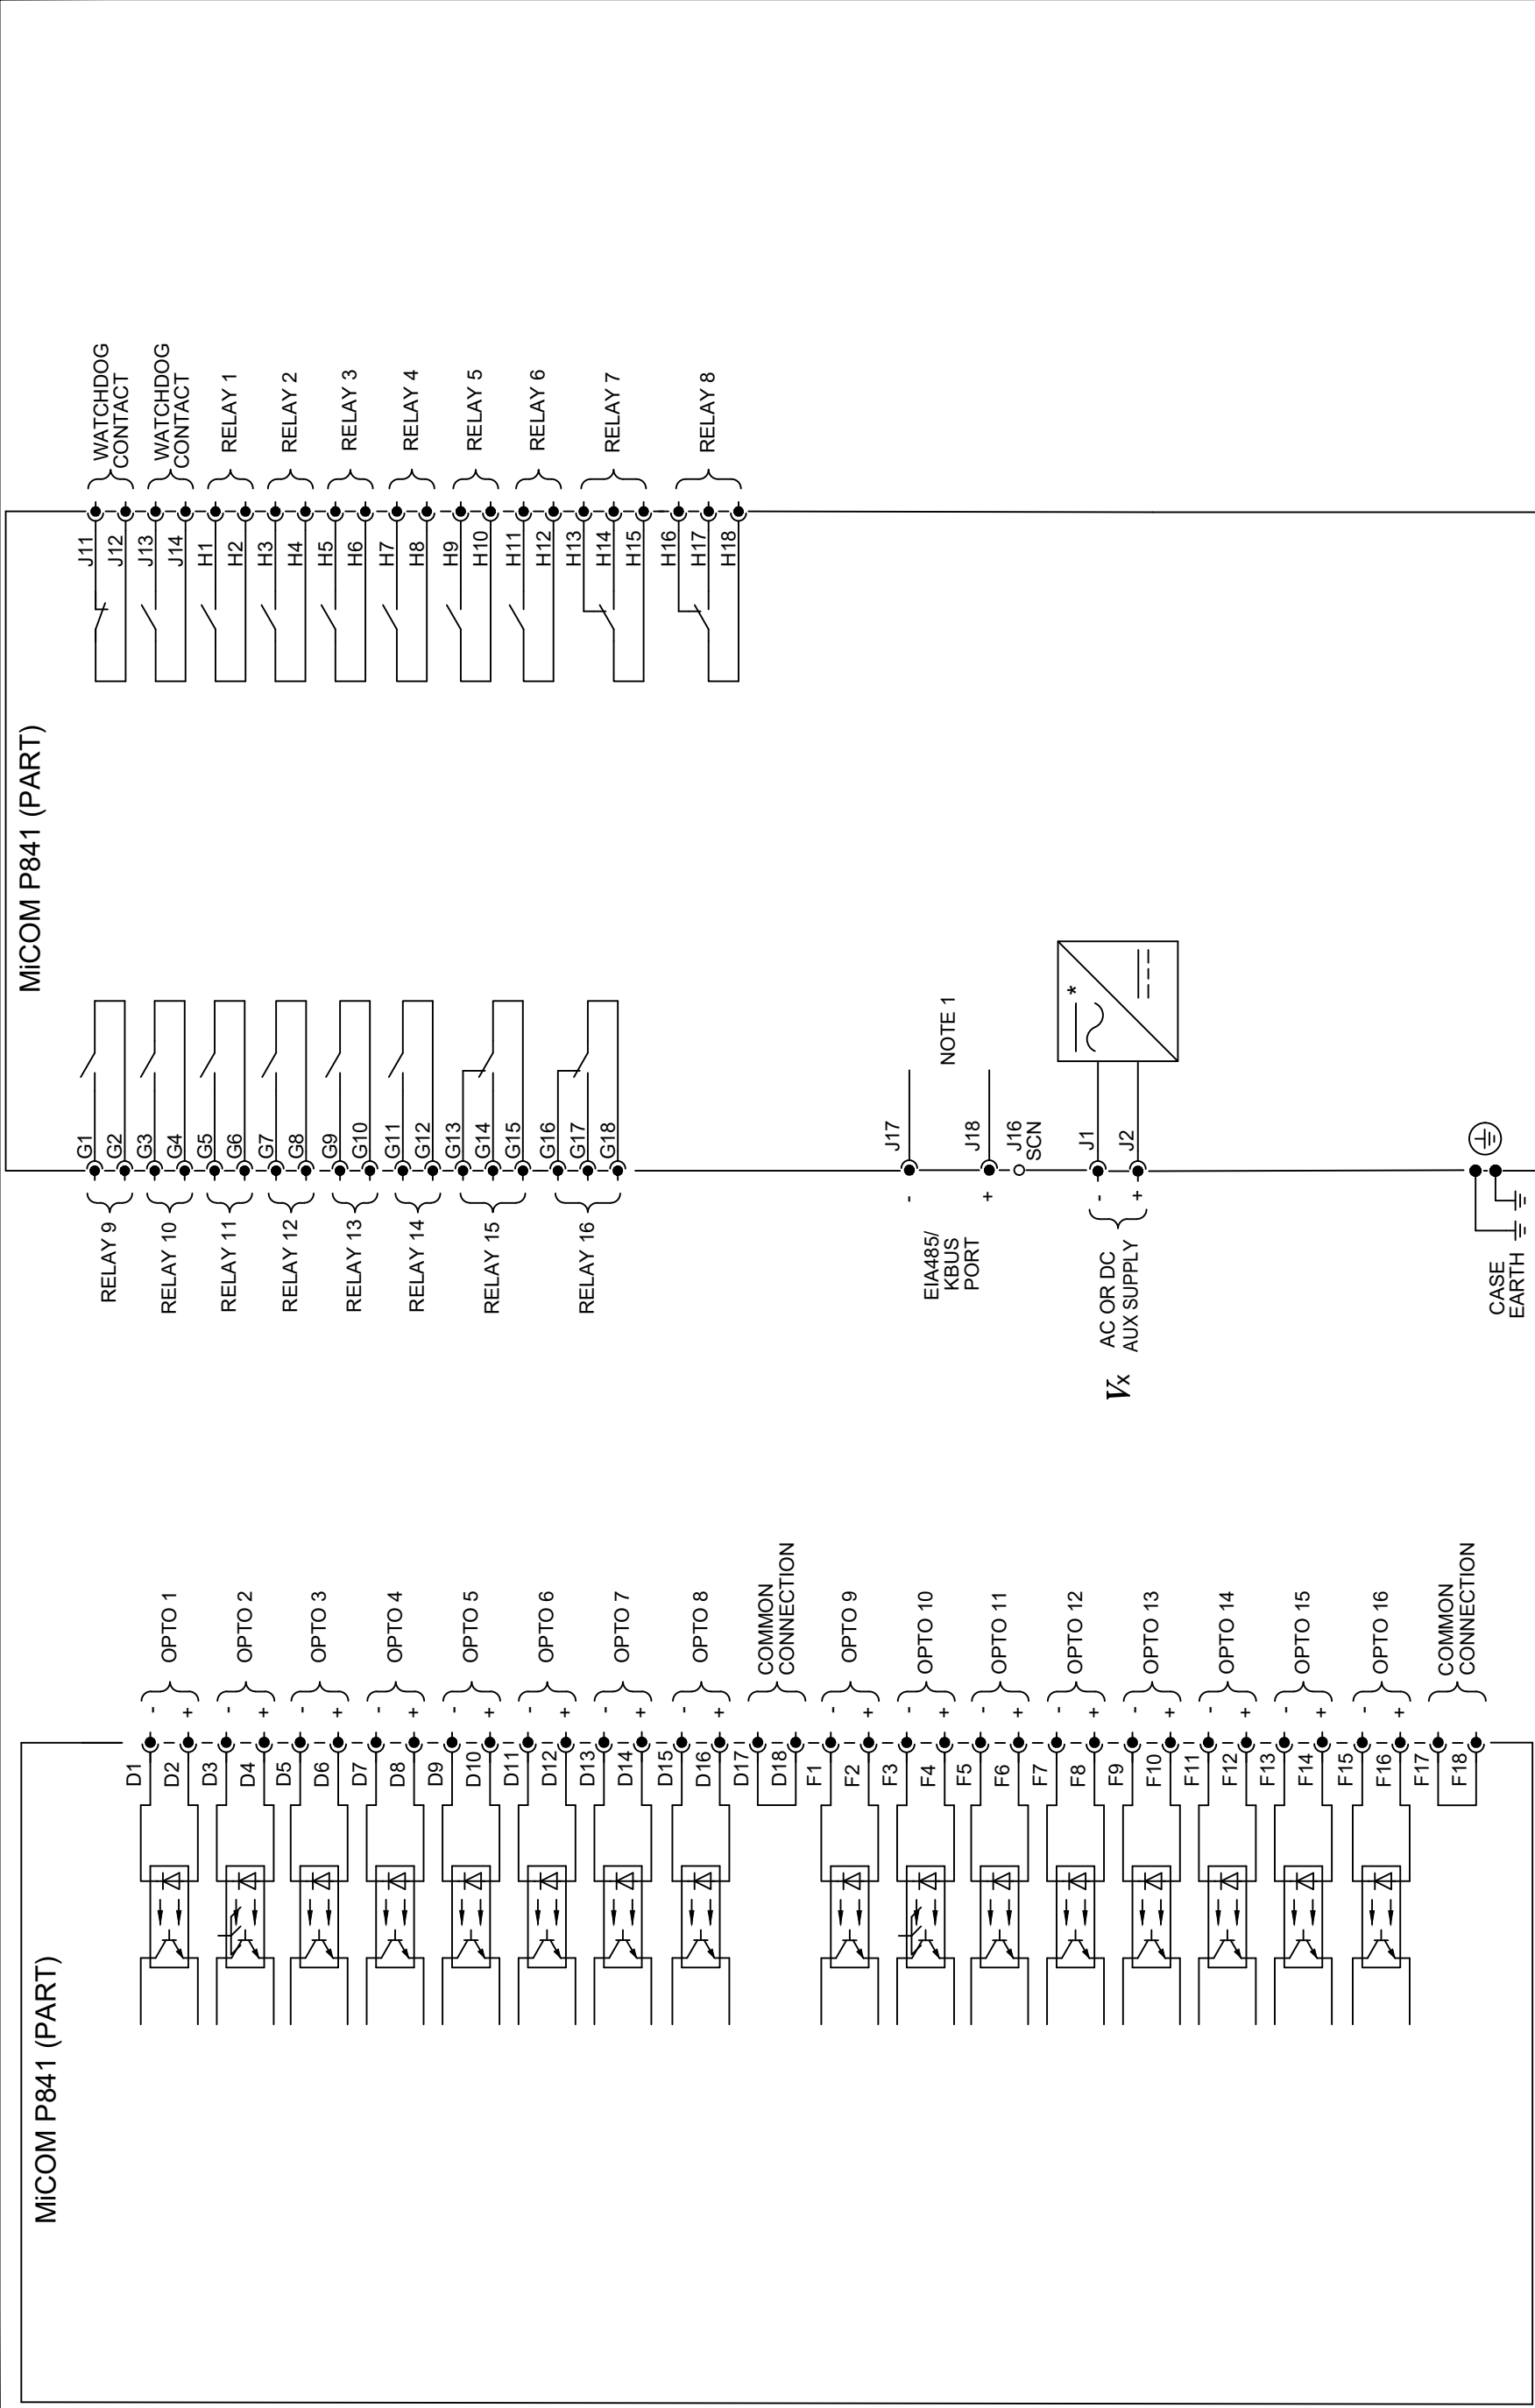 MiCOM P841 (PART)
D1
D2
D3
D4
D5
D6
D7
D8
D9
D10
D11
D12
D13
D14
D15
D16
D17
D18
F1
F2
F3
F4
F5
F6
F7
F8
F9
F10
F11
F12
F13
F14
F15
F16
F17
F18
- + OPTO 1
- + OPTO 2
- + OPTO 3
- + OPTO 4
- + OPTO 5
- + OPTO 6
- + OPTO 7
- + OPTO 8
COMMON
CONNECTION
- + OPTO 9
- + OPTO 10
- + OPTO 11
- + OPTO 12
- + OPTO 13
- + OPTO 14
- + OPTO 15
- + OPTO 16
COMMON
CONNECTION
MiCOM P841 (PART)
RELAY 9
RELAY 10
RELAY 11
RELAY 12
RELAY 13
RELAY 14
RELAY 15
RELAY 16
G1
G2
G3
G4
G5
G6
G7
G8
G9
G10
G11
G12
G13
G14
G15
G16
G17
G18
EIA485/
KBUS
PORT
-
+
J17
J18
J16
SCN
NOTE 1
Vx
AC OR DC
AUX SUPPLY
-
+
J1
J2
*
CASE
EARTH
J11
J12
J13
J14
H1
H2
H3
H4
H5
H6
H7
H8
H9
H10
H11
H12
H13
H14
H15
H16
H17
H18
WATCHDOG
CONTACT
WATCHDOG
CONTACT
RELAY 1
RELAY 2
RELAY 3
RELAY 4
RELAY 5
RELAY 6
RELAY 7
RELAY 8